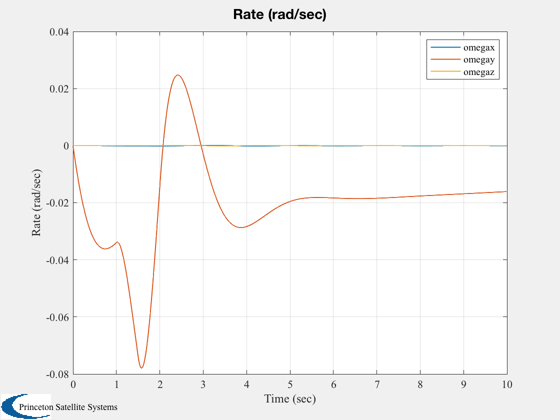 Rate (rad/sec)
0.04
omegax
omegay
omegaz
0.02
0
-0.02
-0.04
-0.06
-0.08
Rate (rad/sec)
0 1 2 3 4 5 6 7 8 9 10
Time (sec)
Princeton Satellite Systems